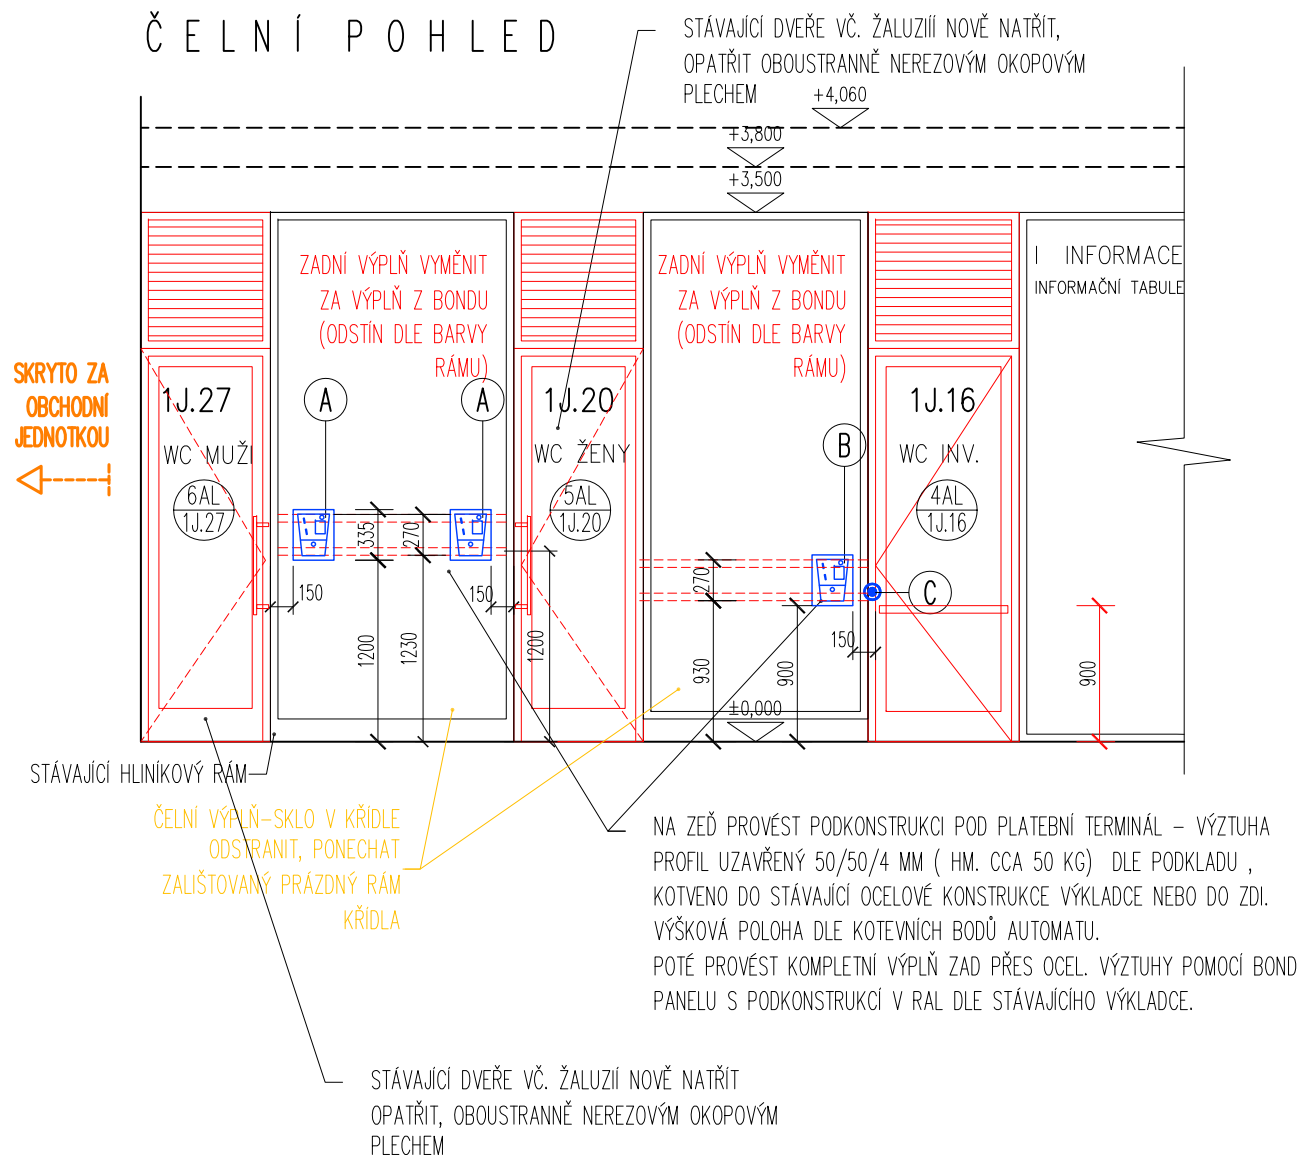 ČELNÍ POHLED
STÁVAJÍCÍ DVEŘE VČ. ŽALUZIÍÍ NOVĚ NATŘÍT,
OPATŘIT OBOUSTRANNĚ NEREZOVÝM OKOPOVÝM
PLECHEM
+4,060
+3,800
+3,500
ZADNÍ VÝPLŇ VYMĚNIT
ZA VÝPLŇ Z BONDU
(ODSTÍN DLE BARVY
RÁMU)
ZADNÍ VÝPLŇ VYMĚNIT
ZA VÝPLŇ Z BONDU
(ODSTÍN DLE BARVY
RÁMU)
I INFORMACE
INFORMAČNÍ TABULE
SKRYTO ZA
OBCHODNÍ
JEDNOTKOU
1J.27
WC MUŽI
6AL
1J.27
A
A
1J.20
WC ŽENY
5AL
1J.20
B
1J.16
WC INV.
4AL
1J.16
C
335
270
150
150
1200
1230
1200
270
930
900
150
900
±0,000
STÁVAJÍCÍ HLINÍKOVÝ RÁM
ČELNÍ VÝPLŇ-SKLO V KŘÍDLE
ODSTRANIT, PONECHAT
ZALIŠTOVANÝ PRÁZDNÝ RÁM
KŘÍDLA
NA ZEĎ PROVÉST PODKONSTRUKCI POD PLATEBNÍ TERMINÁL – VÝZTUHA
PROFIL UZAVŘENÝ 50/50/4 MM ( HM. CCA 50 KG) DLE PODKLADU ,
KOTVENO DO STÁVAJÍCÍ OCELOVÉ KONSTRUKCE VÝKLADCE NEBO DO ZDI.
VÝŠKOVÁ POLOHA DLE KOTEVNÍCH BODŮ AUTOMATU.
POTÉ PROVÉST KOMPLETNÍ VÝPLŇ ZAD PŘES OCEL. VÝZTUHY POMOCÍ BOND
PANELU S PODKONSTRUKCÍ V RAL DLE STÁVAJÍCÍHO VÝKLADCE.
STÁVAJÍCÍ DVEŘE VČ. ŽALUZIÍ NOVĚ NATŘÍT
OPATŘIT, OBOUSTRANNĚ NEREZOVÝM OKOPOVÝM
PLECHEM